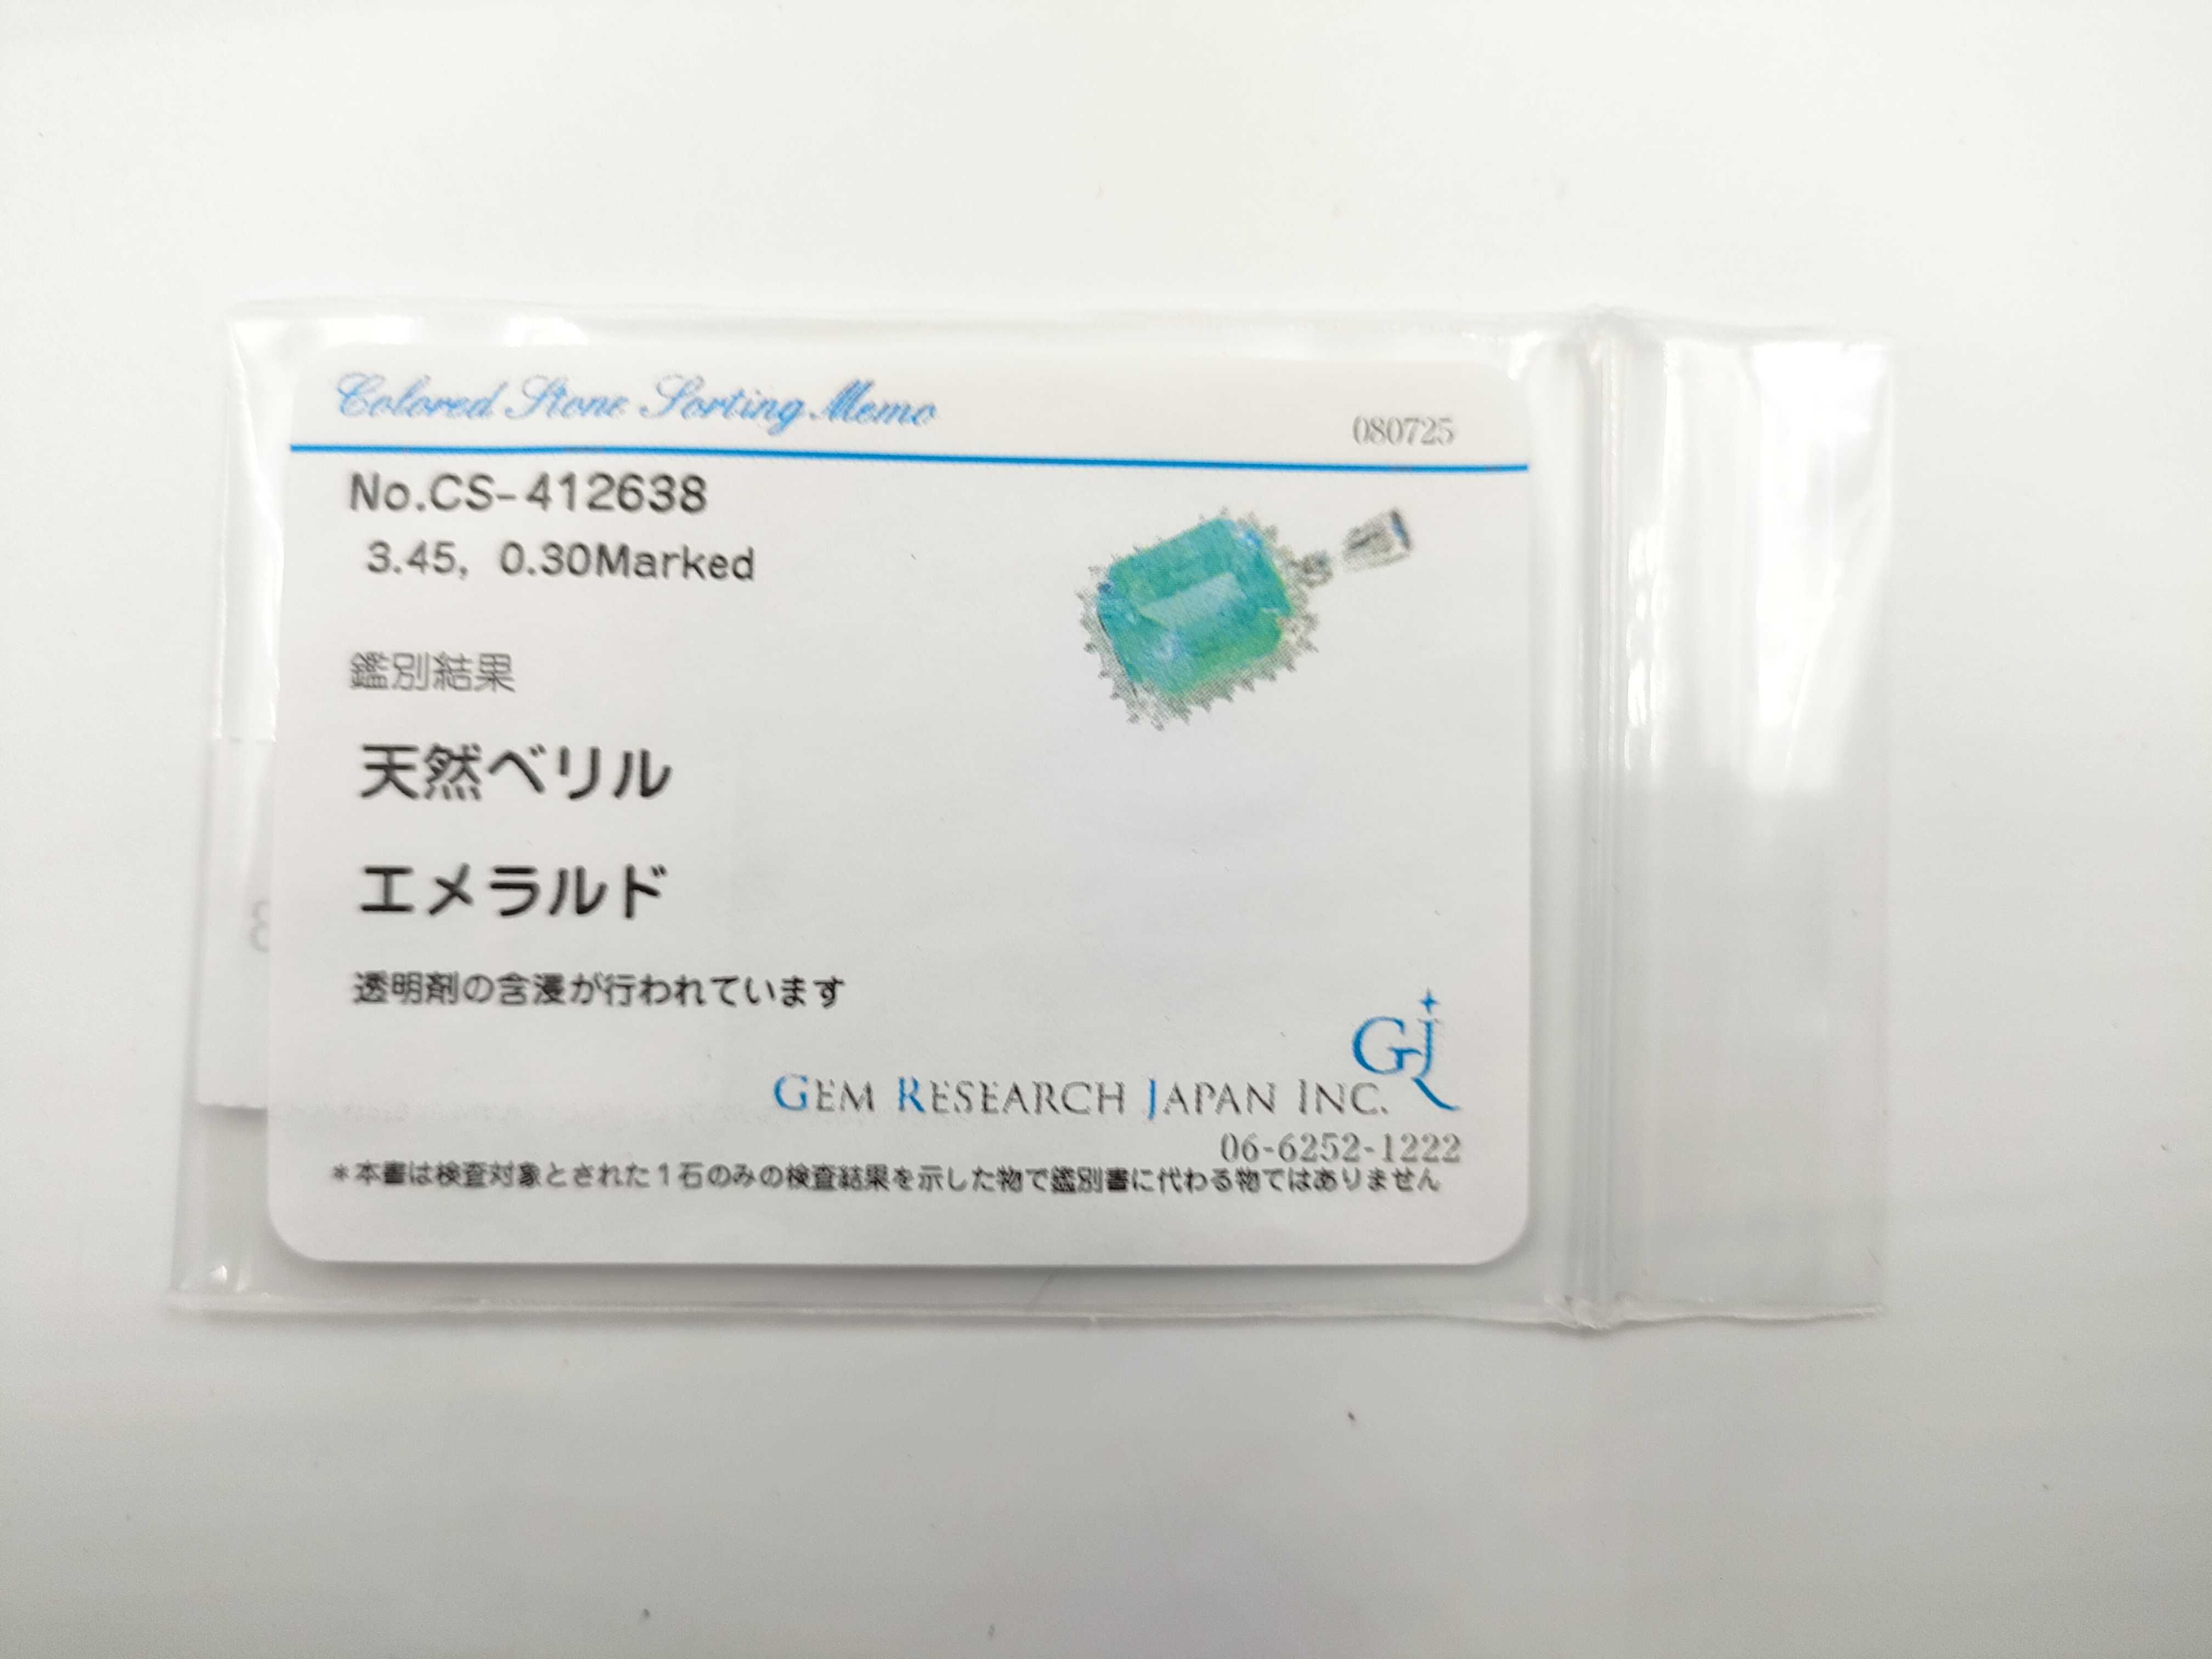 Colored Stone Sorting Memo
080725
No.CS-412638
3.45, 0.30Marked
鑑別結果
天然ベリル
エメラルド
透明剤の含浸が行われています
GJ
GEM RESEARCH JAPAN INC.
06-6252-1222
*本書は検査対象とされた1石のみの検査結果を示した物で鑑別書に代わる物ではありません